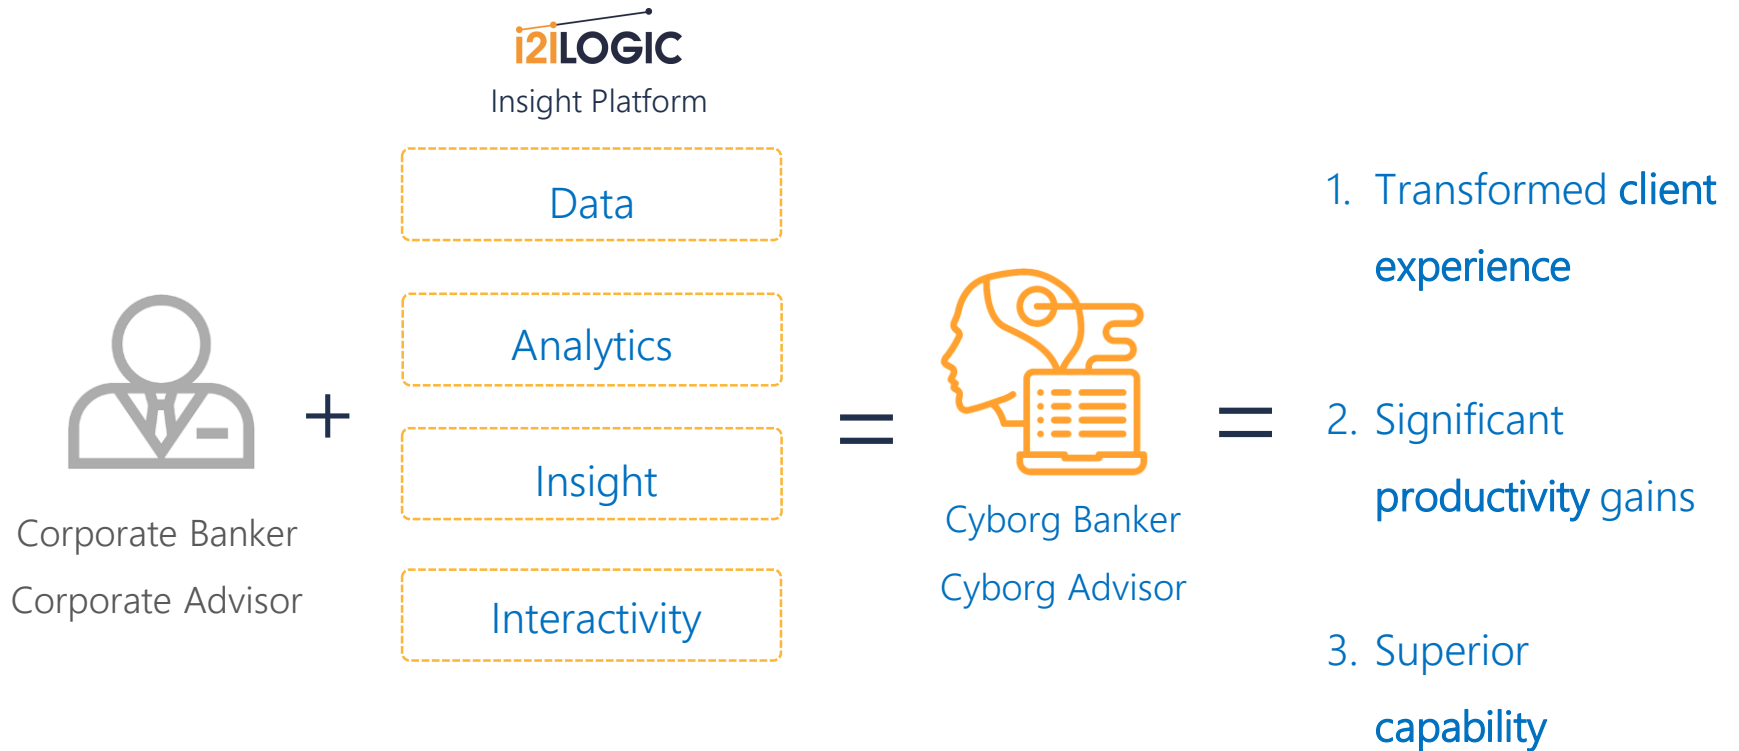 i2iLOGIC
Insight Platform
Data
Analytics
Insight
Interactivity
Corporate Banker
Corporate Advisor
Cyborg Banker
Cyborg Advisor
1. Transformed client
experience
2. Significant
productivity gains
3. Superior
capability